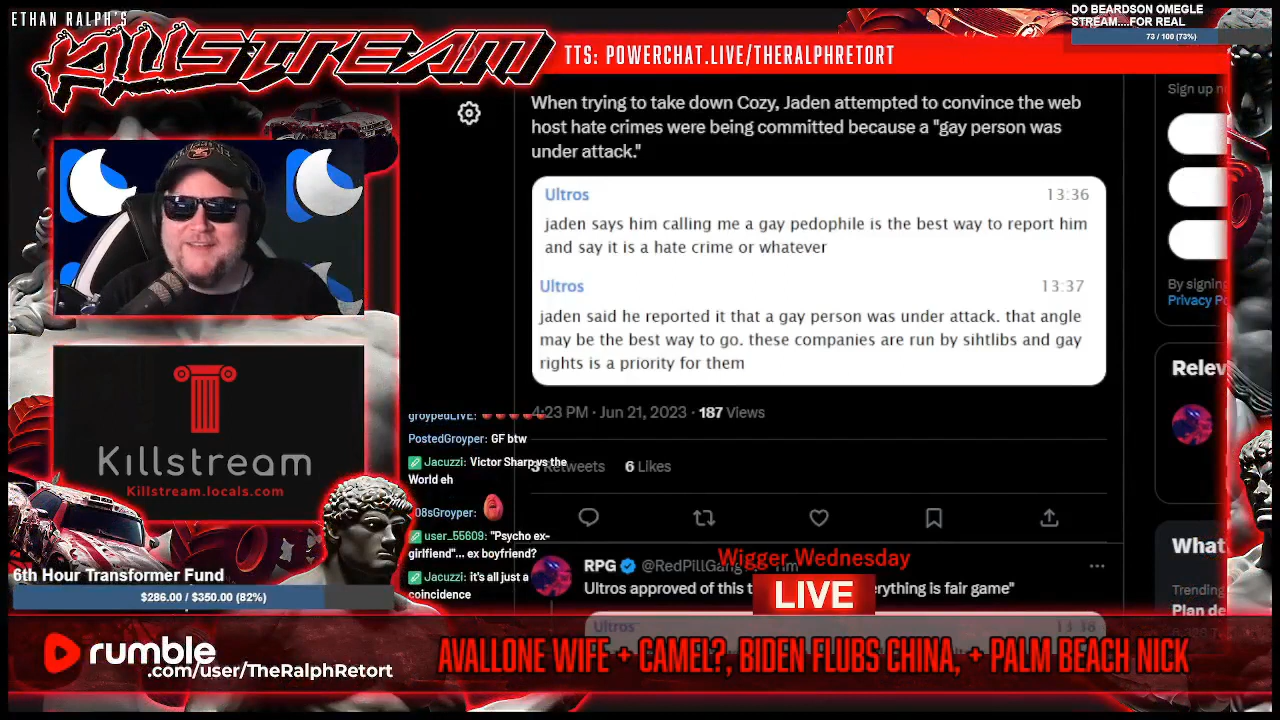 ETHAN RALPH'S
KILLSTREAM
TTS: POWERCHAT.LIVE/THERALPHRETORT
DO BEARDSON OMEGLE
STREAM....FOR REAL
73 / 100 (73%)
When trying to take down Cozy, Jaden attempted to convince the web
host hate crimes were being committed because a "gay person was
under attack."
Ultros 13:36
jaden says him calling me a gay pedophile is the best way to report him
and say it is a hate crime or whatever
Ultros 13:37
jaden said he reported it that a gay person was under attack. that angle
may be the best way to go. these companies are run by sihtlibs and gay
rights is a priority for them
4:23 PM · Jun 21, 2023 · 187 Views
3 Retweets 6 Likes
RPG @RedPillGang
Ultros approved of this t
erything is fair game"
Ultros
Sign up n
By signing
Privacy Po
Relev
What
Trending
Plan de
Killstream
Killstream.locals.com
groypedLIVE:
PostedGroyper: GF btw
Jacuzzi: Victor Sharp vs the
World eh
08sGroyper:
user_55609: "Psycho ex-
girlfiend"... ex boyfriend?
Jacuzzi: it's all just a
coincidence
6th Hour Transformer Fund
$286.00 / $350.00 (82%)
Wigger Wednesday
LIVE
rumble
.com/user/TheRalphRetort
AVALLONE WIFE + CAMEL?, BIDEN FLUBS CHINA, + PALM BEACH NICK